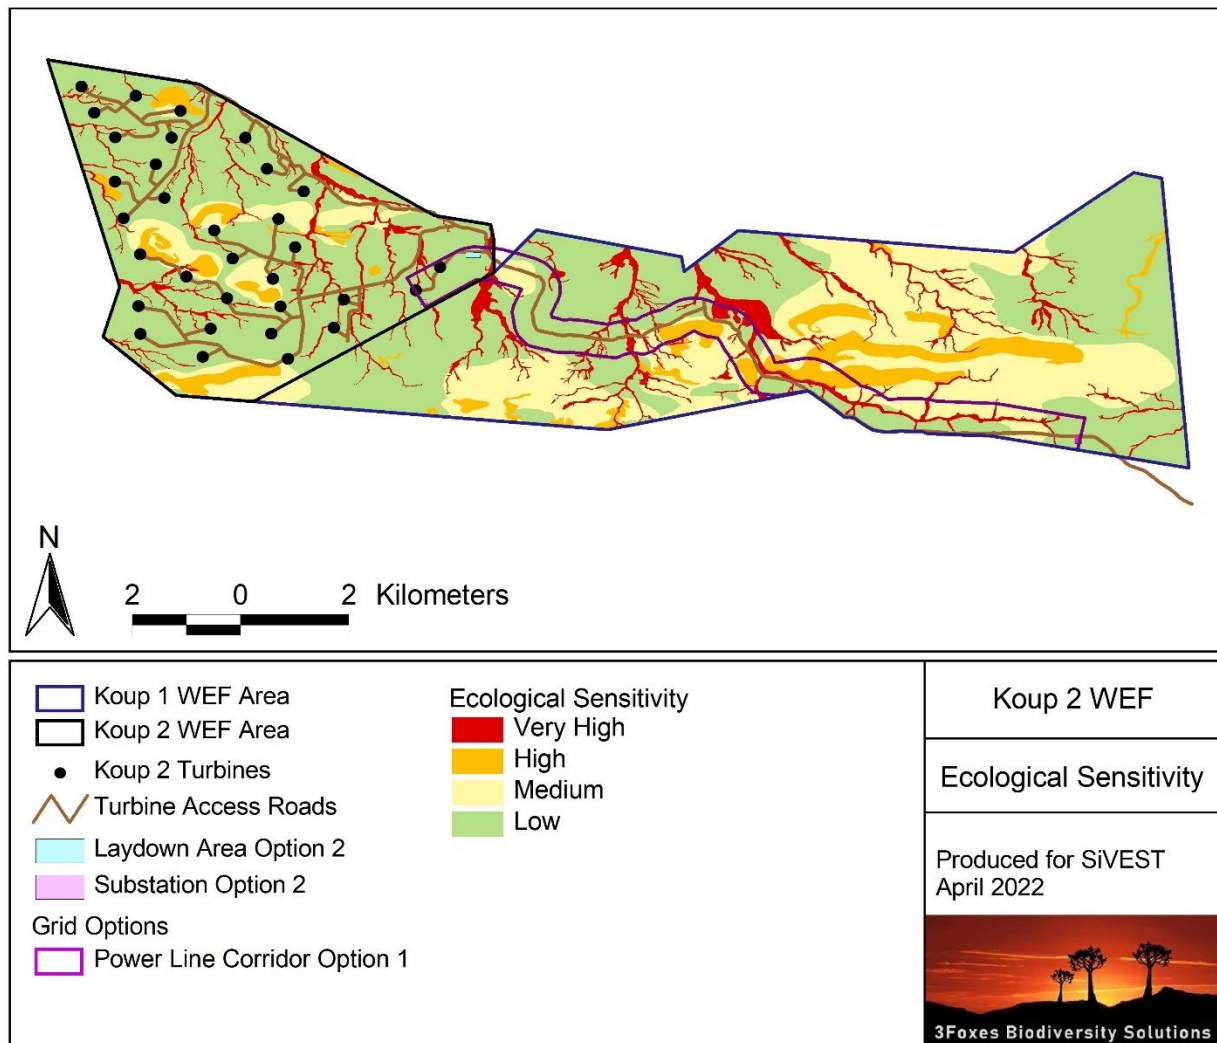 N
2 0 2 Kilometers
Koup 1 WEF Area
Koup 2 WEF Area
Koup 2 Turbines
Turbine Access Roads
Laydown Area Option 2
Substation Option 2
Grid Options
Power Line Corridor Option 1
Ecological Sensitivity
Very High
High
Medium
Low
Koup 2 WEF
Ecological Sensitivity
Produced for SiVEST
April 2022
3Foxes Biodiversity Solutions